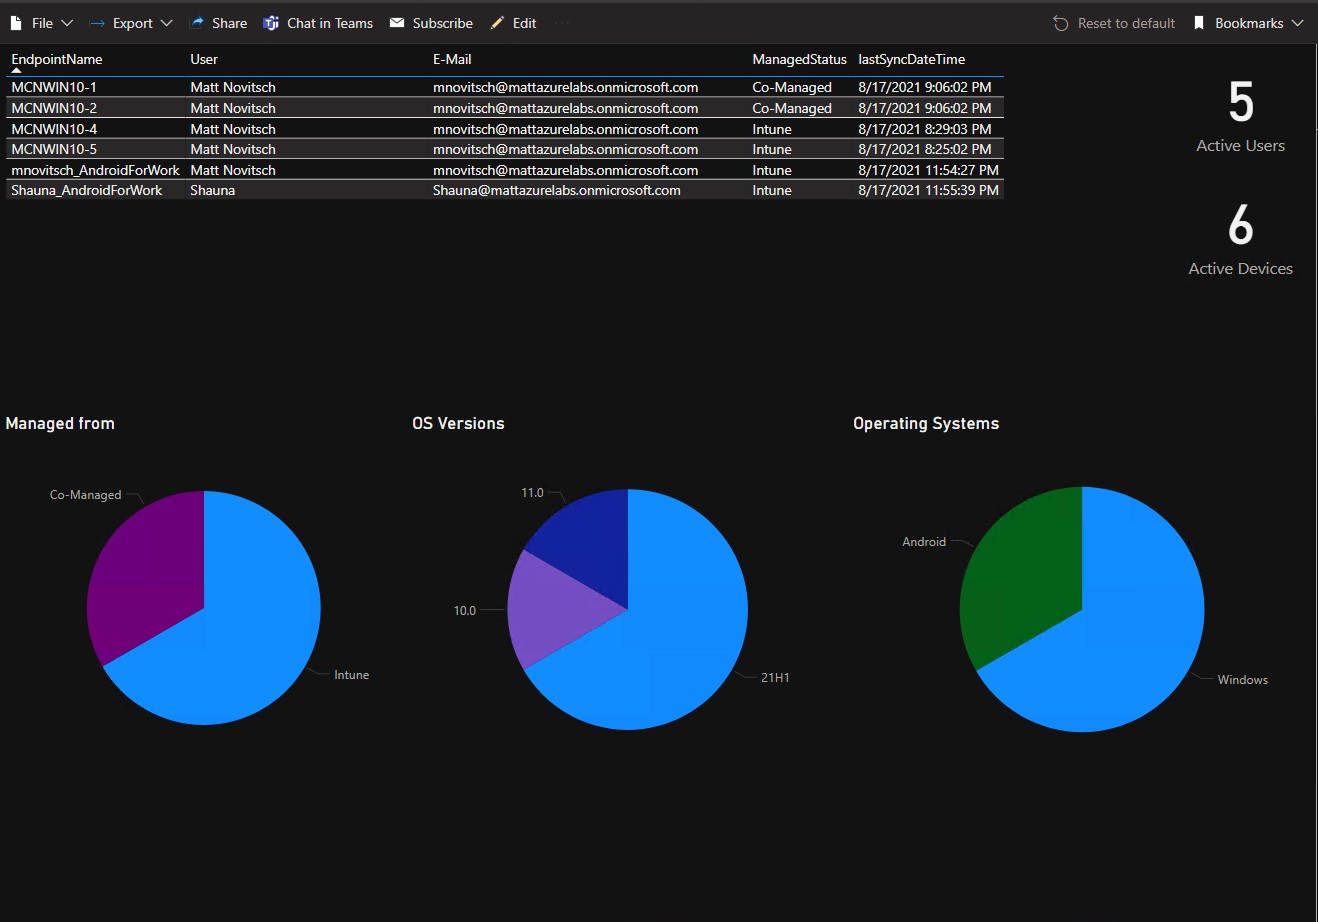 File Export Share Chat in Teams Subscribe Edit Reset to default Bookmarks
EndpointName User E-Mail ManagedStatus lastSyncDateTime
MCNWIN10-1 Matt Novitsch mnovitsch@mattazurelabs.onmicrosoft.com Co-Managed 8/17/2021 9:06:02 PM
MCNWIN10-2 Matt Novitsch mnovitsch@mattazurelabs.onmicrosoft.com Co-Managed 8/17/2021 9:06:02 PM
MCNWIN10-4 Matt Novitsch mnovitsch@mattazurelabs.onmicrosoft.com Intune 8/17/2021 8:29:03 PM
MCNWIN10-5 Matt Novitsch mnovitsch@mattazurelabs.onmicrosoft.com Intune 8/17/2021 8:25:02 PM
mnovitsch_AndroidForWork Matt Novitsch mnovitsch@mattazurelabs.onmicrosoft.com Intune 8/17/2021 11:54:27 PM
Shauna_AndroidForWork Shauna Shauna@mattazurelabs.onmicrosoft.com Intune 8/17/2021 11:55:39 PM
5
Active Users
6
Active Devices
Managed from
Co-Managed
Intune
OS Versions
11.0
10.0
21H1
Operating Systems
Android
Windows